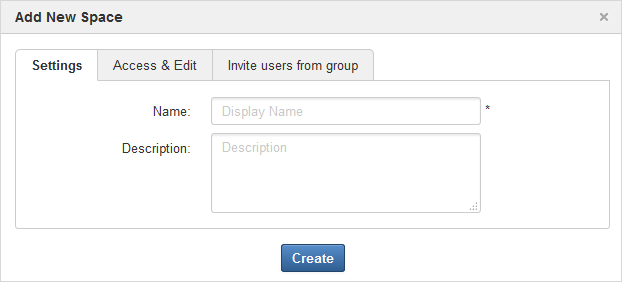 Add New Space ×
Settings Access & Edit Invite users from group
Name: Display Name *
Description: Description
Create